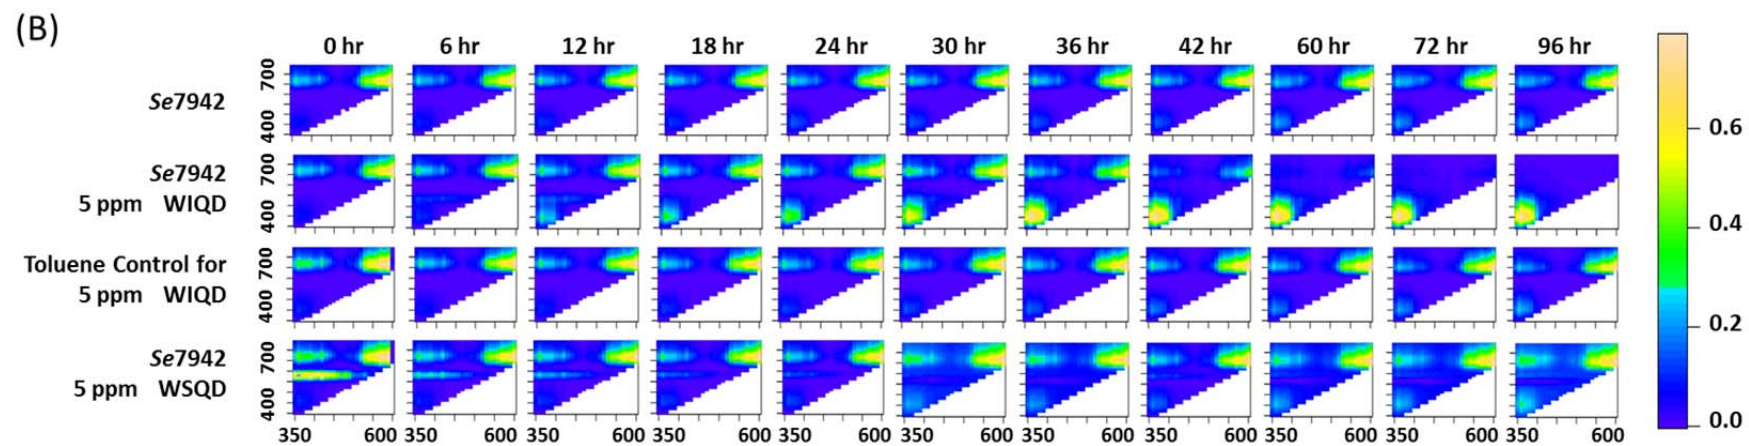 (B)
0 hr 6 hr 12 hr 18 hr 24 hr 30 hr 36 hr 42 hr 60 hr 72 hr 96 hr
Se7942
700
400
Se7942
5 ppm WIQD
700
400
Toluene Control for
5 ppm WIQD
700
400
Se7942
5 ppm WSQD
700
400
350 600 350 600 350 600 350 600 350 600 350 600 350 600 350 600 350 600 350 600 350 600
0.6
0.4
0.2
0.0